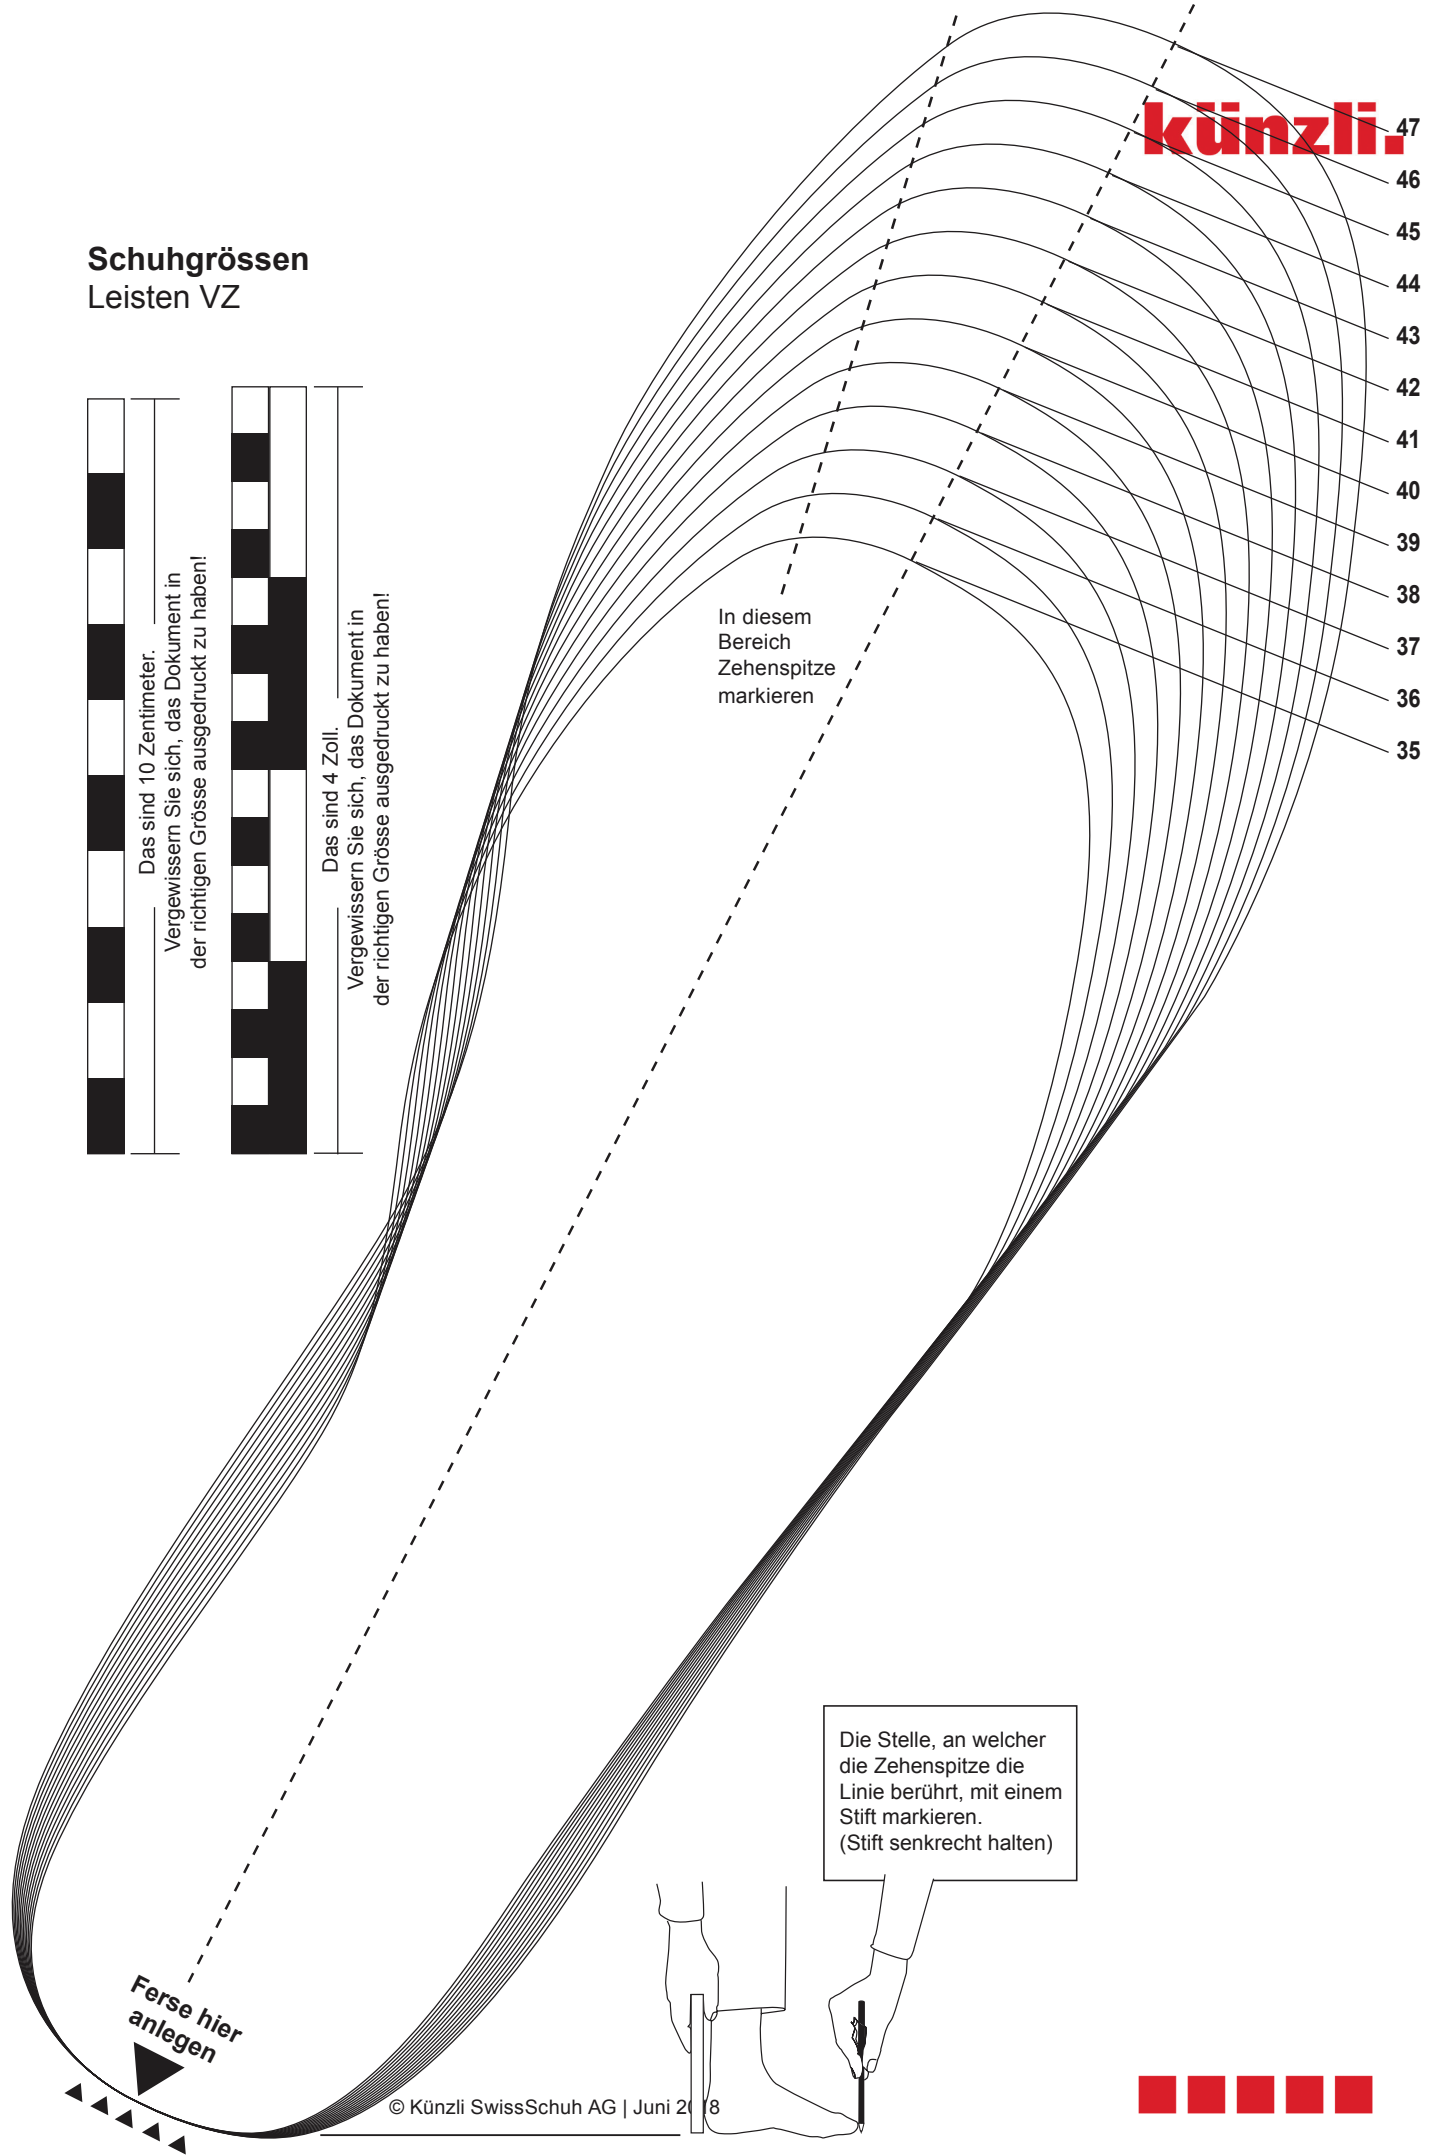 künzli.
47
46
45
44
43
42
41
40
39
38
37
36
35
Schuhgrössen
Leisten VZ
Das sind 10 Zentimeter.
Vergewissern Sie sich, das Dokument in
der richtigen Grösse ausgedruckt zu haben!
Das sind 4 Zoll.
Vergewissern Sie sich, das Dokument in
der richtigen Grösse ausgedruckt zu haben!
In diesem
Bereich
Zehenspitze
markieren
Die Stelle, an welcher
die Zehenspitze die
Linie berührt, mit einem
Stift markieren.
(Stift senkrecht halten)
Ferse hier
anlegen
© Künzli SwissSchuh AG | Juni 2018